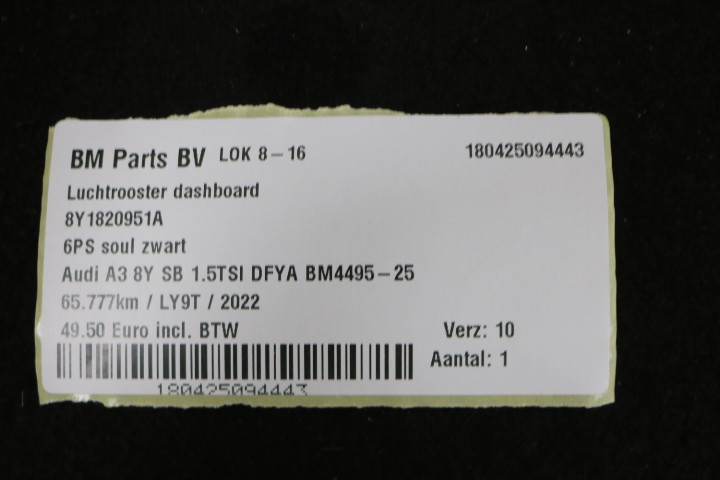 BM Parts BV LOK 8-16 180425094443
Luchtrooster dashboard
8Y1820951A
6PS soul zwart
Audi A3 8Y SB 1.5TSI DFYA BM4495-25
65.777km / LY9T / 2022
49.50 Euro incl. BTW Verz: 10
Aantal: 1
180425094443